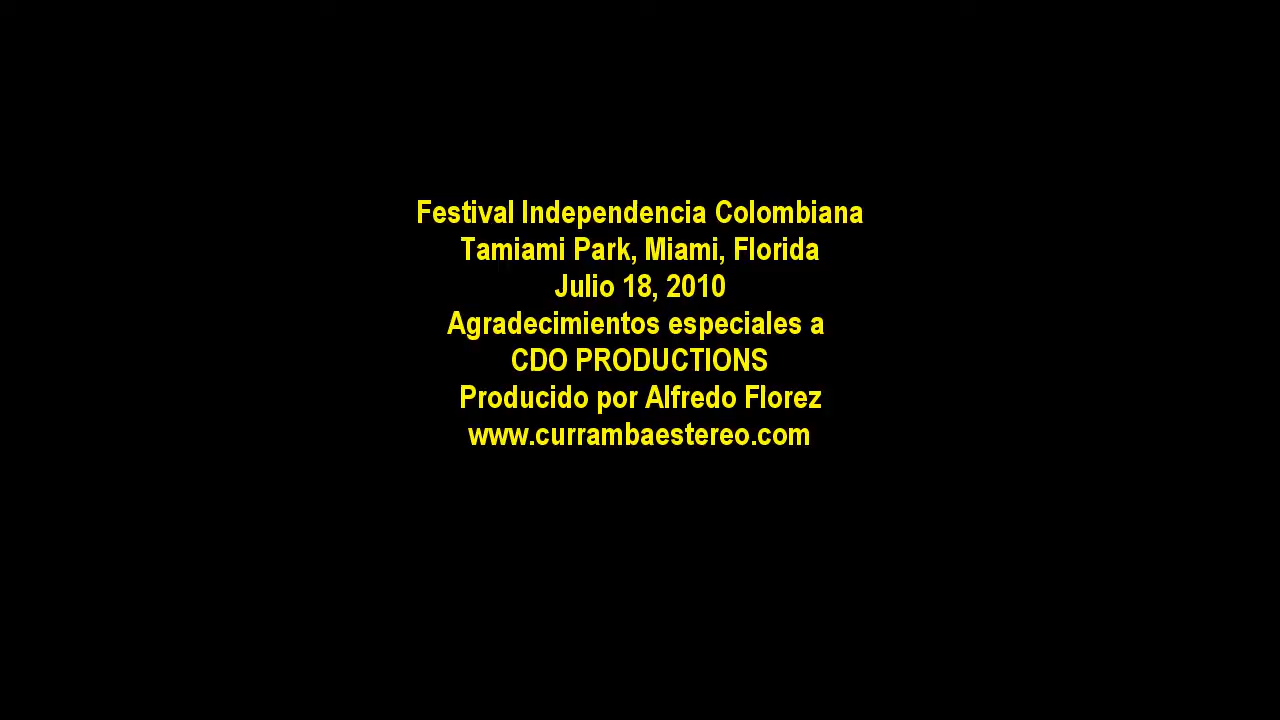 Festival Independencia Colombiana
Tamiami Park, Miami, Florida
Julio 18, 2010
Agradecimientos especiales a
CDO PRODUCTIONS
Producido por Alfredo Florez
www.currambaestereo.com